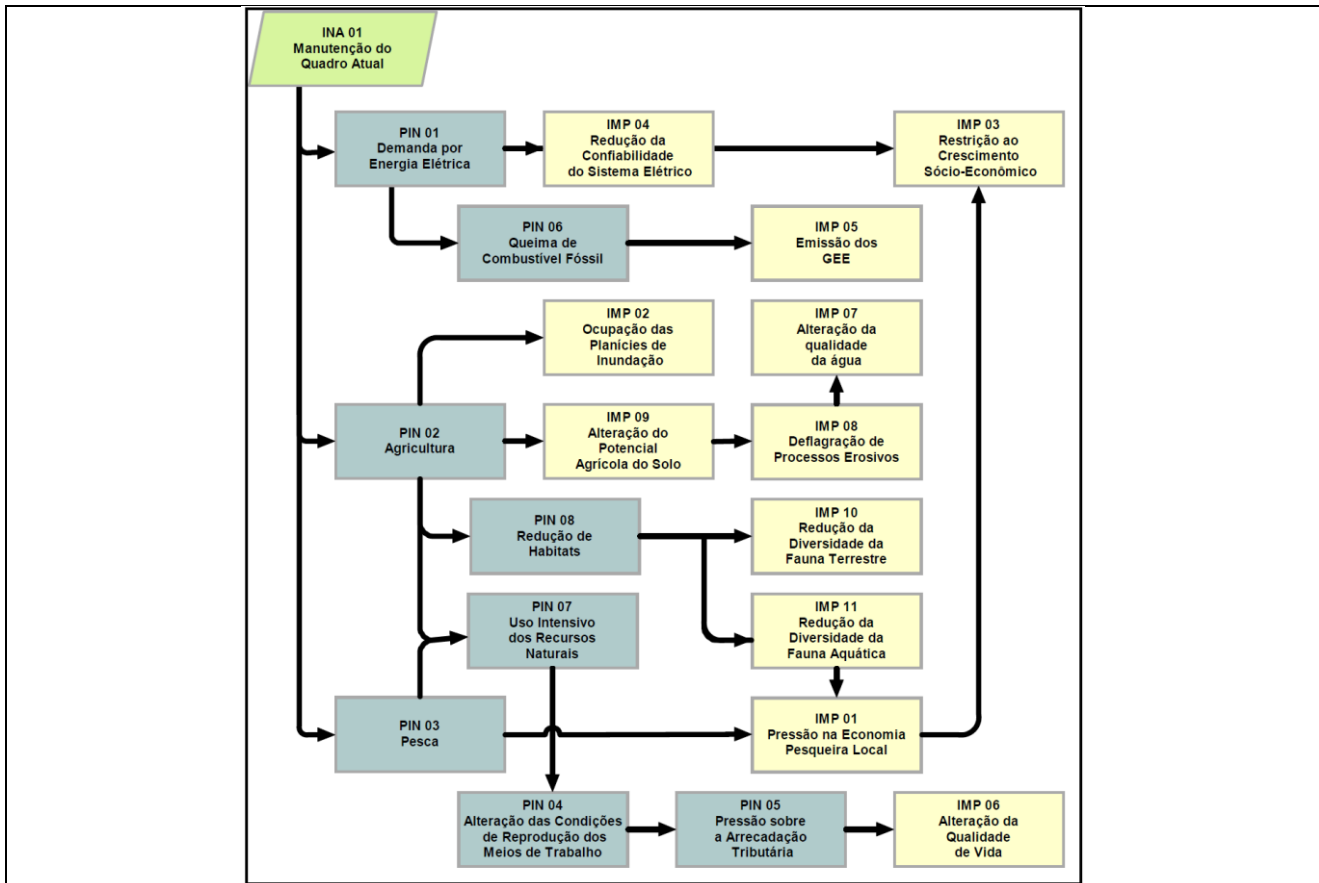 INA 01
Manutenção do
Quadro Atual
PIN 01
Demanda por
Energia Elétrica
IMP 04
Redução da
Confiabilidade
do Sistema Elétrico
IMP 03
Restrição ao
Crescimento
Sócio-Econômico
PIN 06
Queima de
Combustível Fóssil
IMP 05
Emissão dos
GEE
IMP 02
Ocupação das
Planícies de
Inundação
IMP 07
Alteração da
qualidade
da água
PIN 02
Agricultura
IMP 09
Alteração do
Potencial
Agrícola do Solo
IMP 08
Deflagração de
Processos Erosivos
PIN 08
Redução de
Habitats
IMP 10
Redução da
Diversidade da
Fauna Terrestre
PIN 07
Uso Intensivo
dos Recursos
Naturais
IMP 11
Redução da
Diversidade da
Fauna Aquática
PIN 03
Pesca
IMP 01
Pressão na Economia
Pesqueira Local
PIN 04
Alteração das Condições
de Reprodução dos
Meios de Trabalho
PIN 05
Pressão sobre
a Arrecadação
Tributária
IMP 06
Alteração da
Qualidade
de Vida